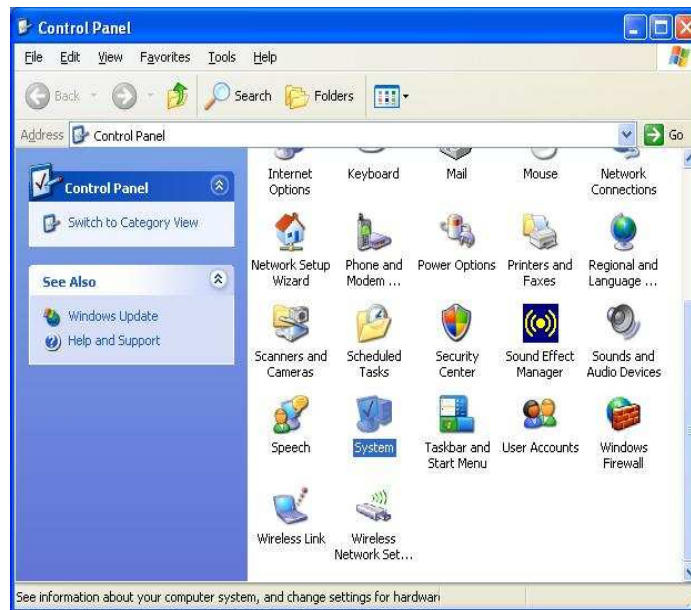 Control Panel
File Edit View Favorites Tools Help
Back Search Folders
Address Control Panel Go
Control Panel
Switch to Category View
See Also
Windows Update
Help and Support
Internet Options
Keyboard
Mail
Mouse
Network Connections
Network Setup Wizard
Phone and Modem ...
Power Options
Printers and Faxes
Regional and Language ...
Scanners and Cameras
Scheduled Tasks
Security Center
Sound Effect Manager
Sounds and Audio Devices
Speech
System
Taskbar and Start Menu
User Accounts
Windows Firewall
Wireless Link
Wireless Network Set...
See information about your computer system, and change settings for hardwar